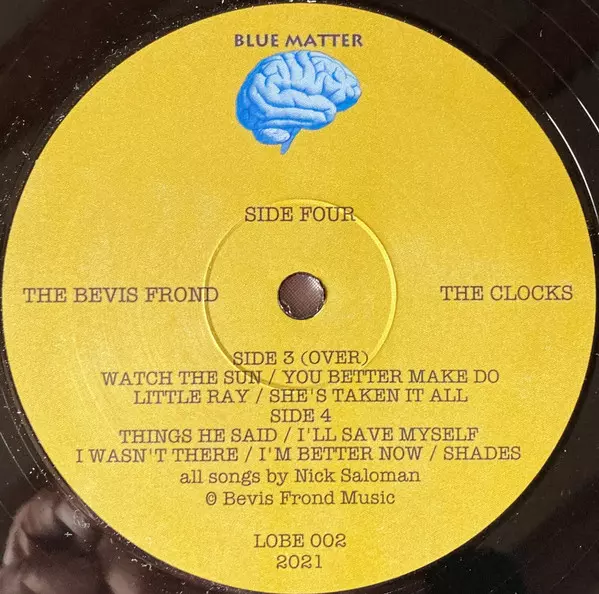 BLUE MATTER
SIDE FOUR
THE BEVIS FROND THE CLOCKS
SIDE 3 (OVER)
WATCH THE SUN / YOU BETTER MAKE DO
LITTLE RAY / SHE'S TAKEN IT ALL
SIDE 4
THINGS HE SAID / I'LL SAVE MYSELF
I WASN'T THERE / I'M BETTER NOW / SHADES
all songs by Nick Saloman
© Bevis Frond Music
LOBE 002
2021